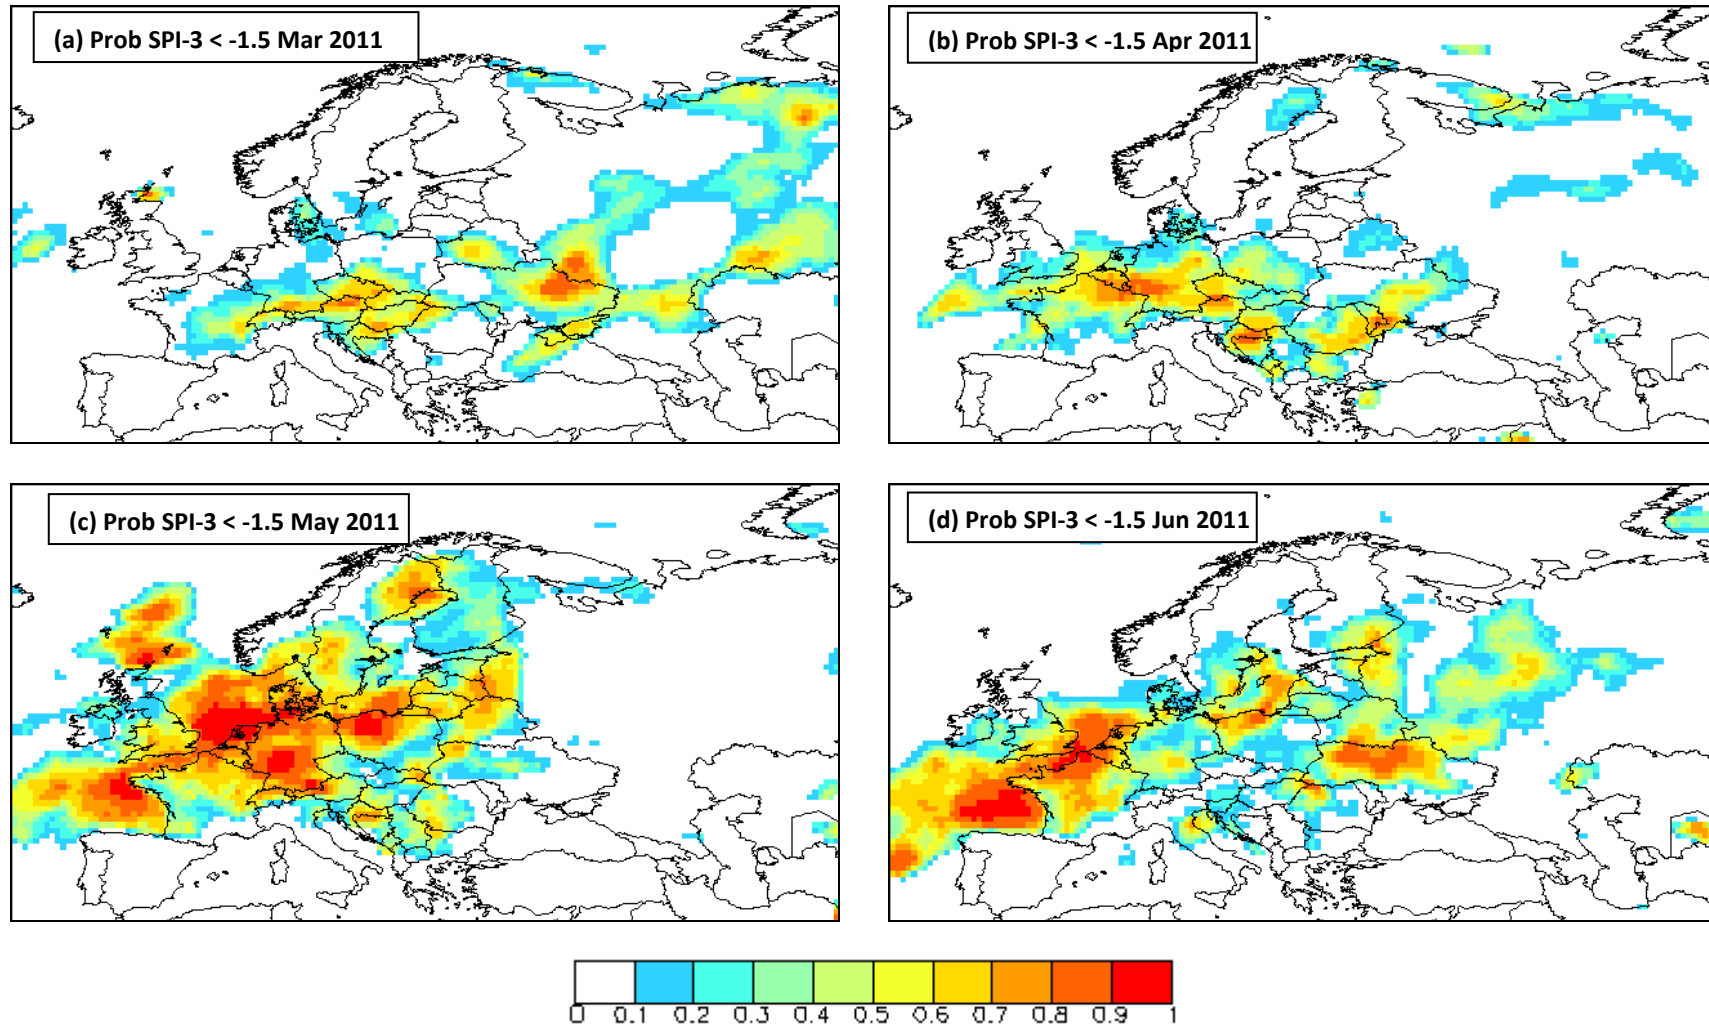 (a) Prob SPI-3 < -1.5 Mar 2011
(b) Prob SPI-3 < -1.5 Apr 2011
(c) Prob SPI-3 < -1.5 May 2011
(d) Prob SPI-3 < -1.5 Jun 2011
0 0.1 0.2 0.3 0.4 0.5 0.6 0.7 0.8 0.9 1